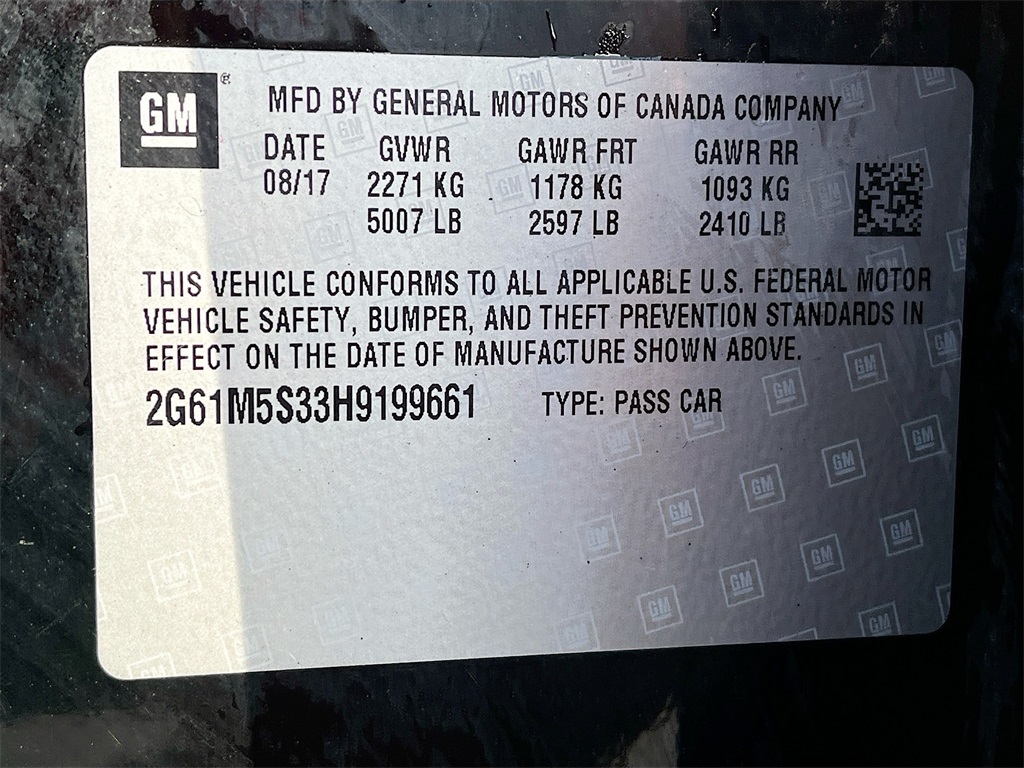 GM®
MFD BY GENERAL MOTORS OF CANADA COMPANY
DATE GVWR GAWR FRT GAWR RR
08/17 2271 KG 1178 KG 1093 KG
5007 LB 2597 LB 2410 LB
THIS VEHICLE CONFORMS TO ALL APPLICABLE U.S. FEDERAL MOTOR
VEHICLE SAFETY, BUMPER, AND THEFT PREVENTION STANDARDS IN
EFFECT ON THE DATE OF MANUFACTURE SHOWN ABOVE.
2G61M5S33H9199661 TYPE: PASS CAR